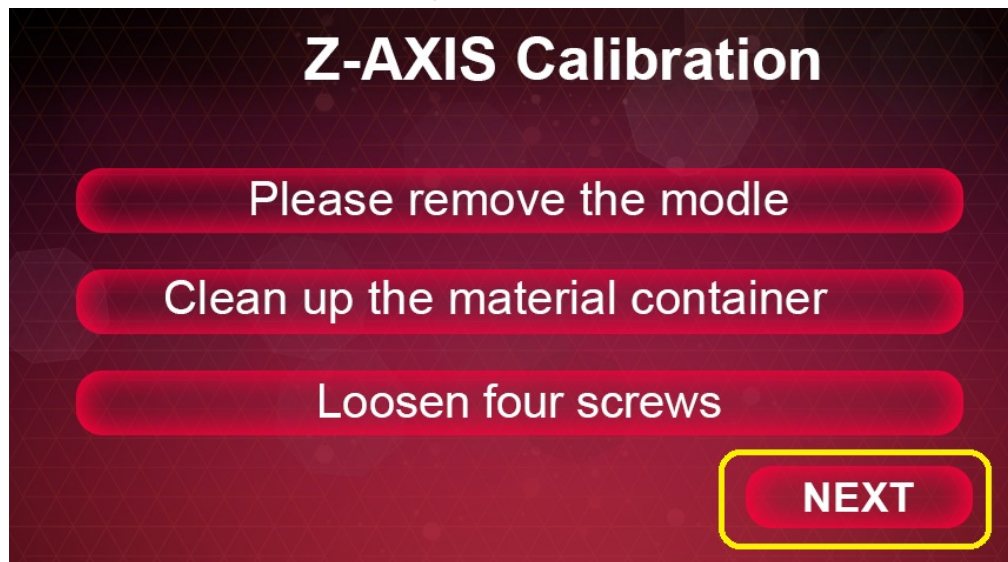 Z-AXIS Calibration
Please remove the modle
Clean up the material container
Loosen four screws
NEXT